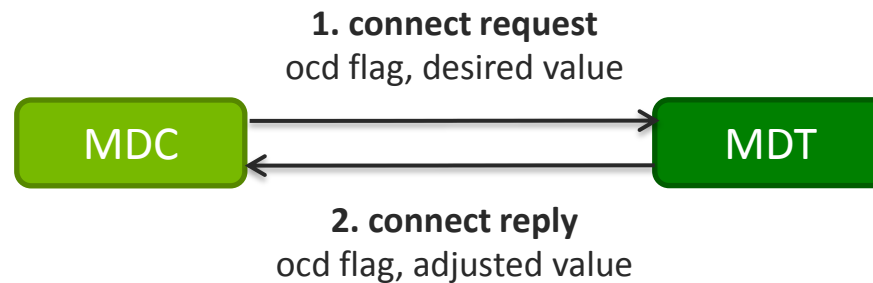 1. connect request
ocd flag, desired value
MDC
MDT
2. connect reply
ocd flag, adjusted value